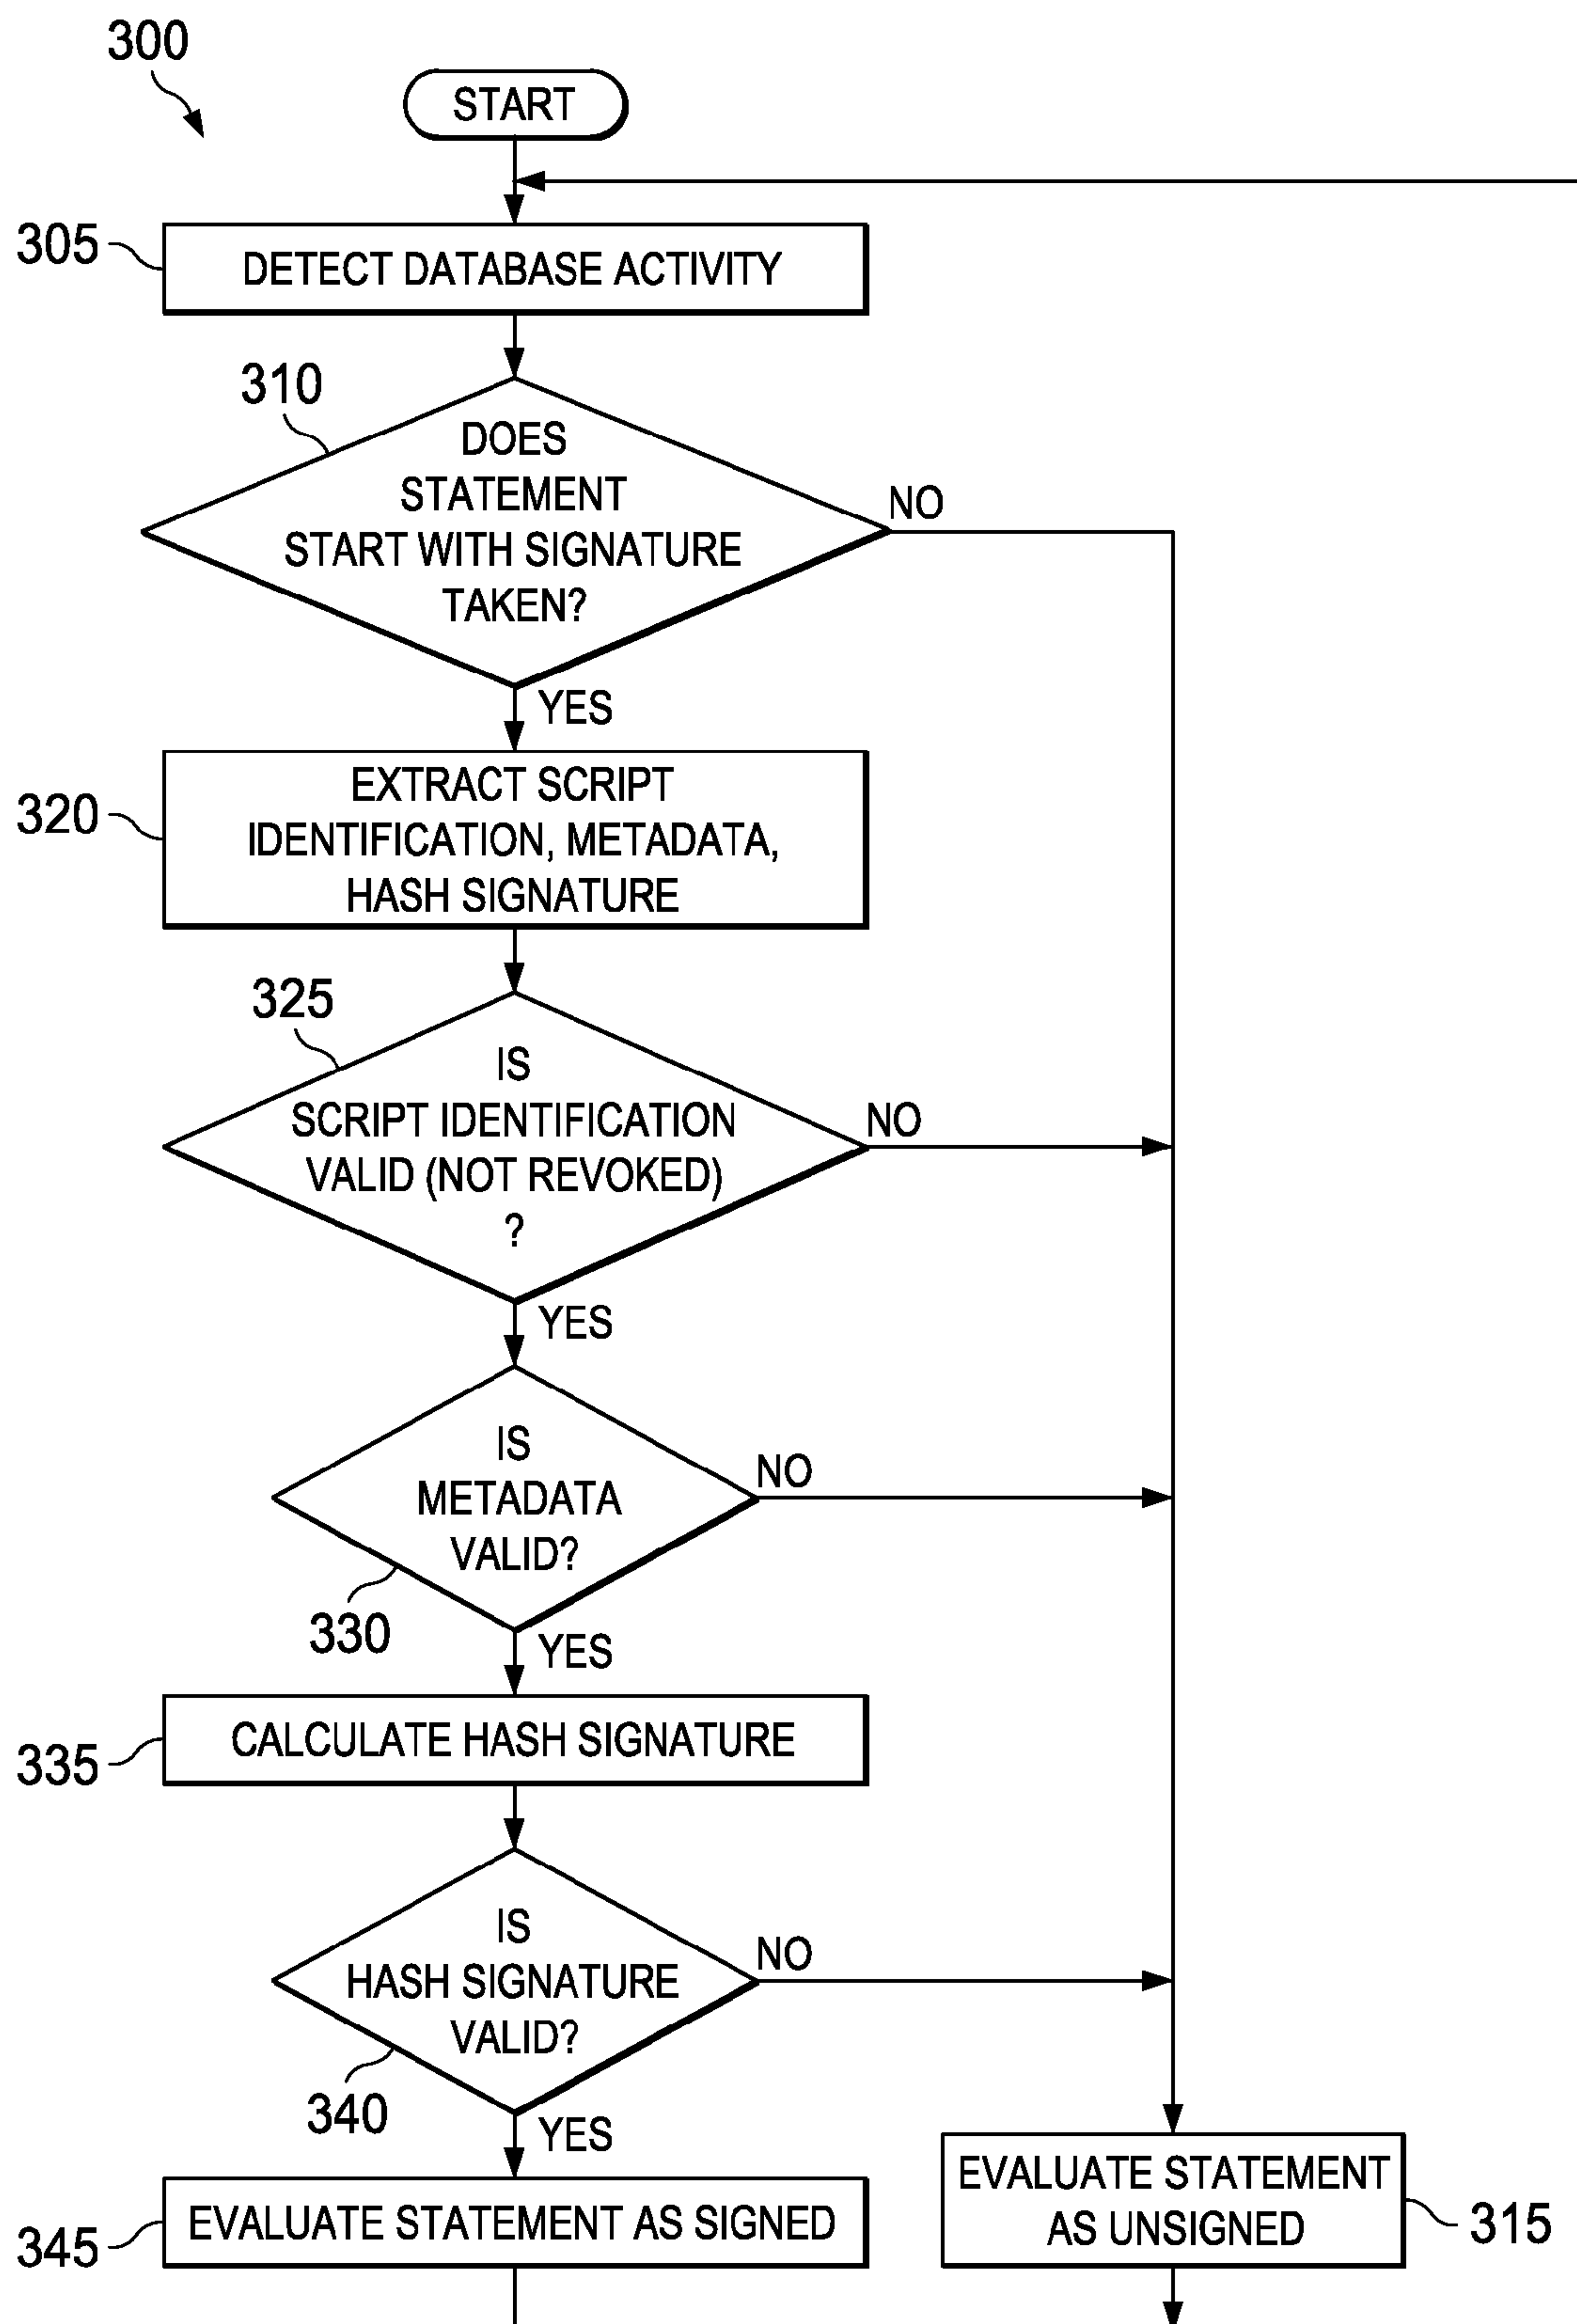 300
START
305
DETECT DATABASE ACTIVITY
310
DOES
STATEMENT
START WITH SIGNATURE
TAKEN?
NO
YES
320
EXTRACT SCRIPT
IDENTIFICATION, METADATA,
HASH SIGNATURE
325
IS
SCRIPT IDENTIFICATION
VALID (NOT REVOKED)
?
NO
YES
IS
METADATA
VALID?
NO
330
YES
335
CALCULATE HASH SIGNATURE
IS
HASH SIGNATURE
VALID?
NO
340
YES
345
EVALUATE STATEMENT AS SIGNED
EVALUATE STATEMENT
AS UNSIGNED
315